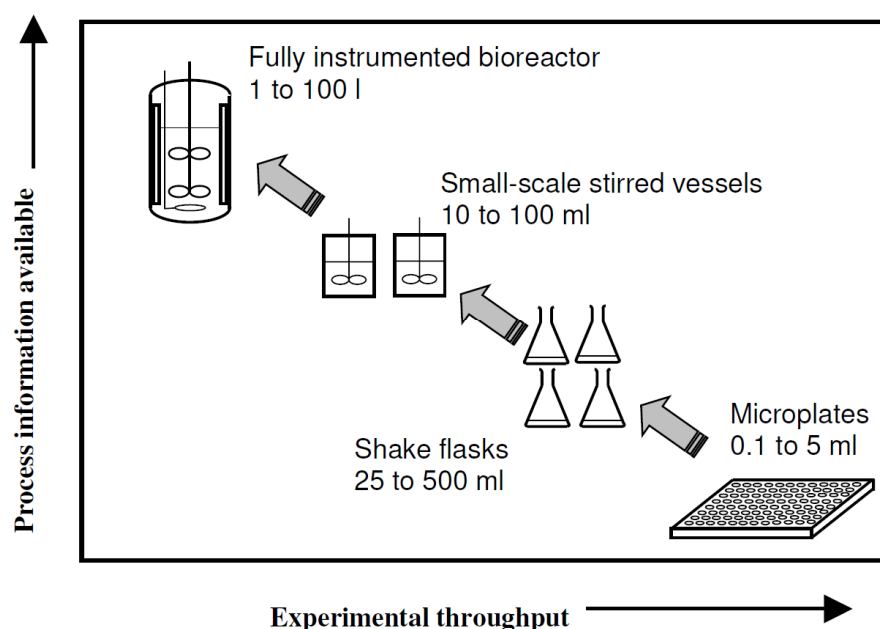 Fully instrumented bioreactor
1 to 100 l
Small-scale stirred vessels
10 to 100 ml
Shake flasks
25 to 500 ml
Microplates
0.1 to 5 ml
Process information available
Experimental throughput